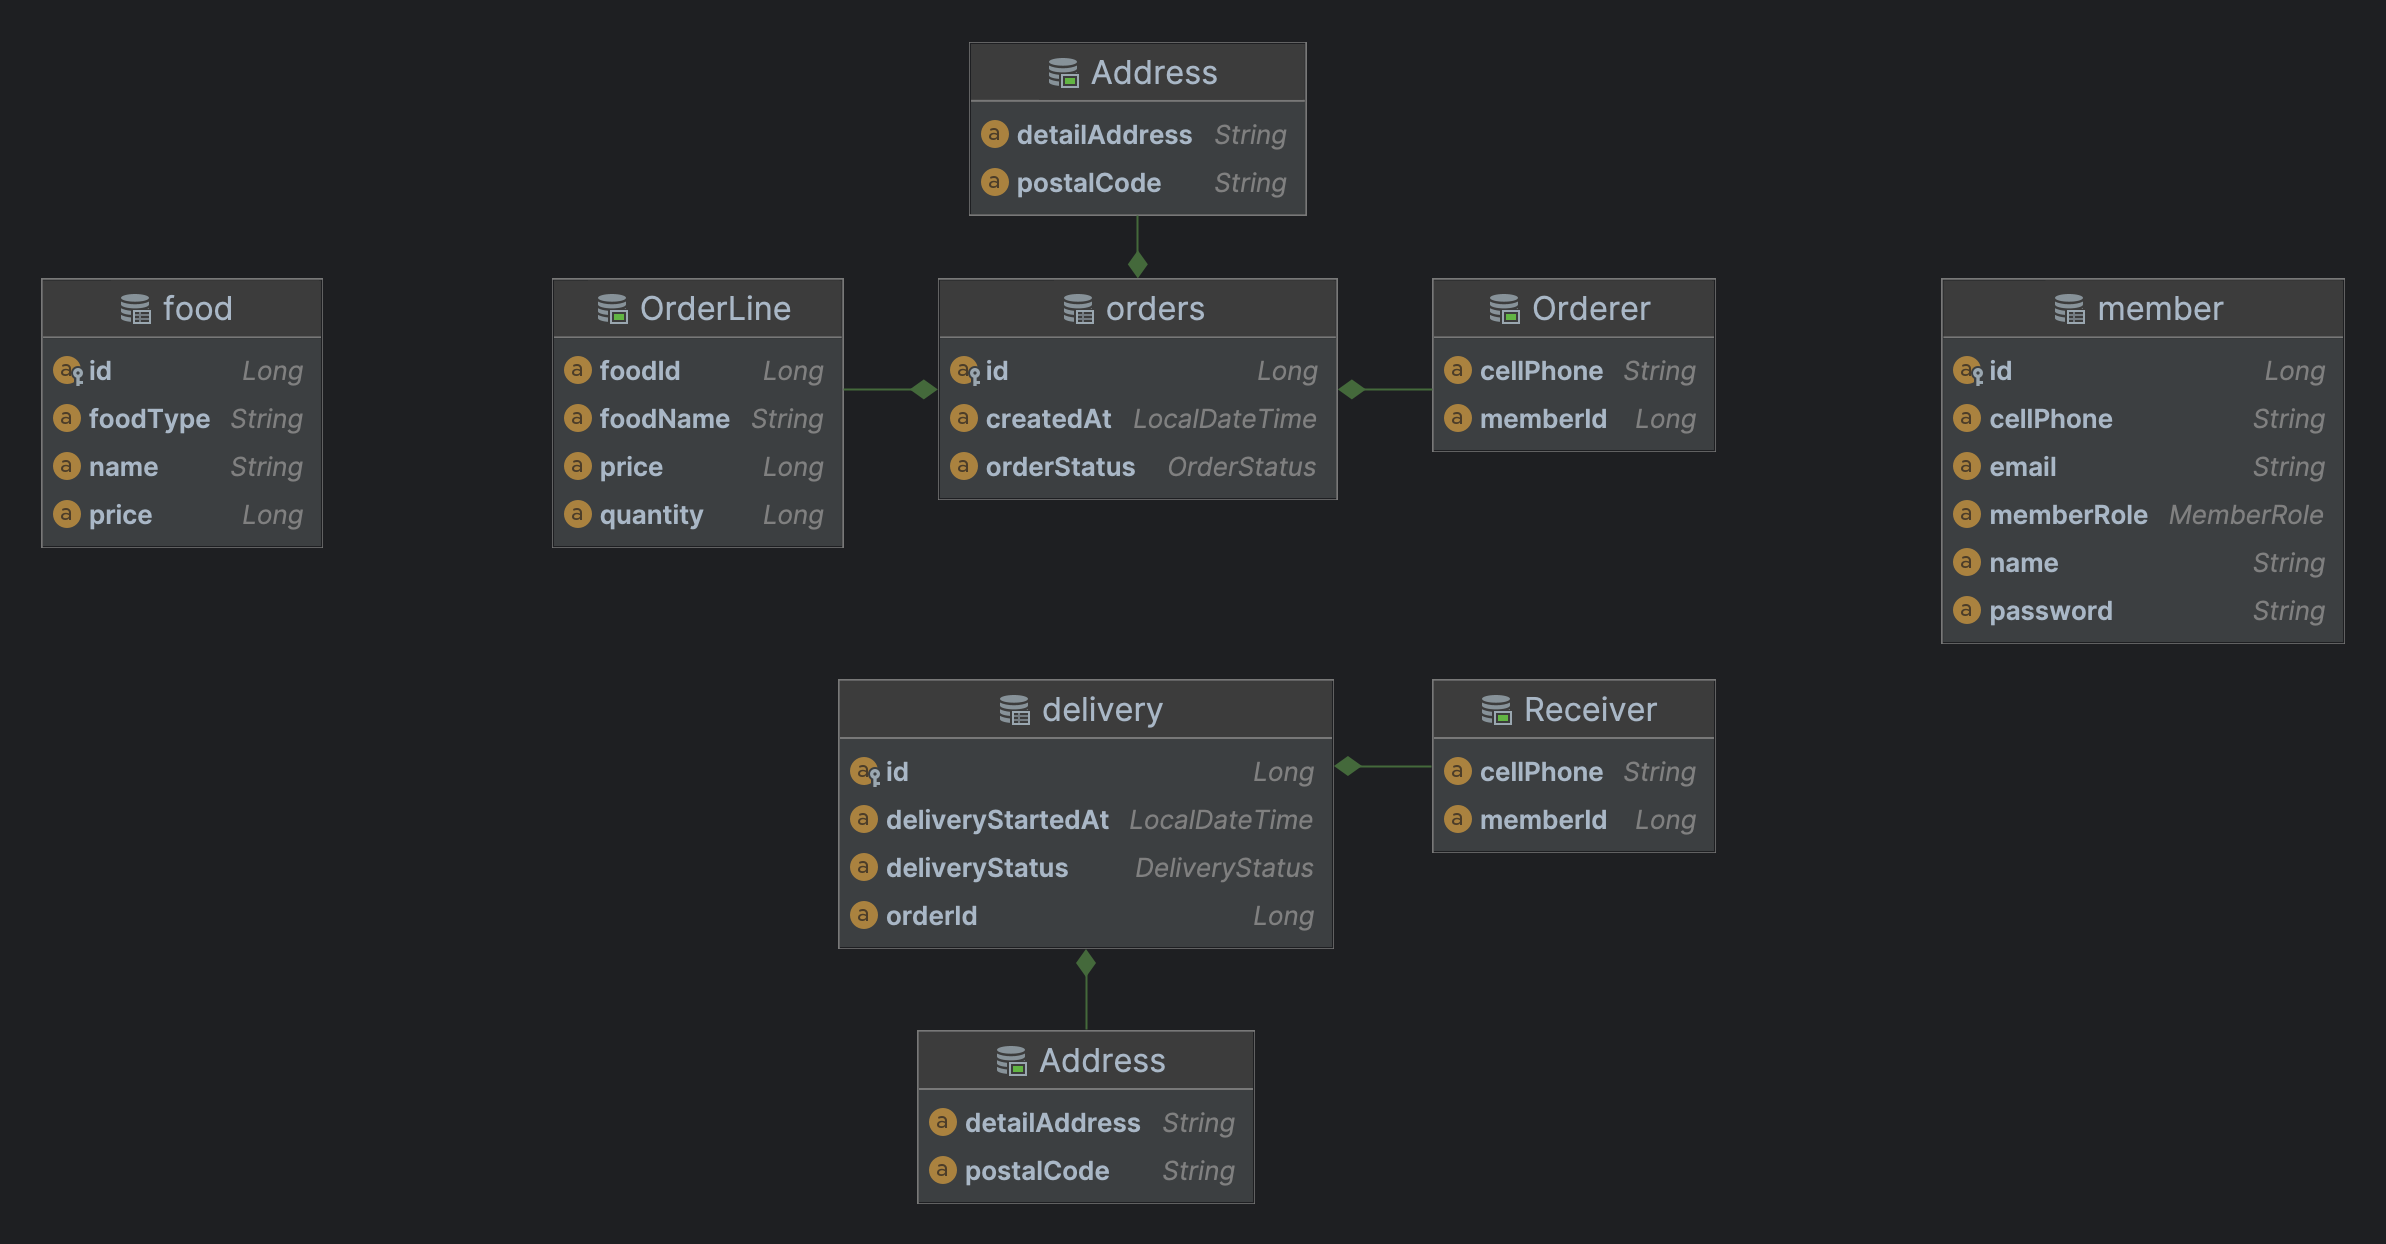 Address
detailAddress String
postalCode String
food
id Long
foodType String
name String
price Long
OrderLine
foodId Long
foodName String
price Long
quantity Long
orders
id Long
createdAt LocalDateTime
orderStatus OrderStatus
Orderer
cellPhone String
memberId Long
member
id Long
cellPhone String
email String
memberRole MemberRole
name String
password String
delivery
id Long
deliveryStartedAt LocalDateTime
deliveryStatus DeliveryStatus
orderId Long
Receiver
cellPhone String
memberId Long
Address
detailAddress String
postalCode String